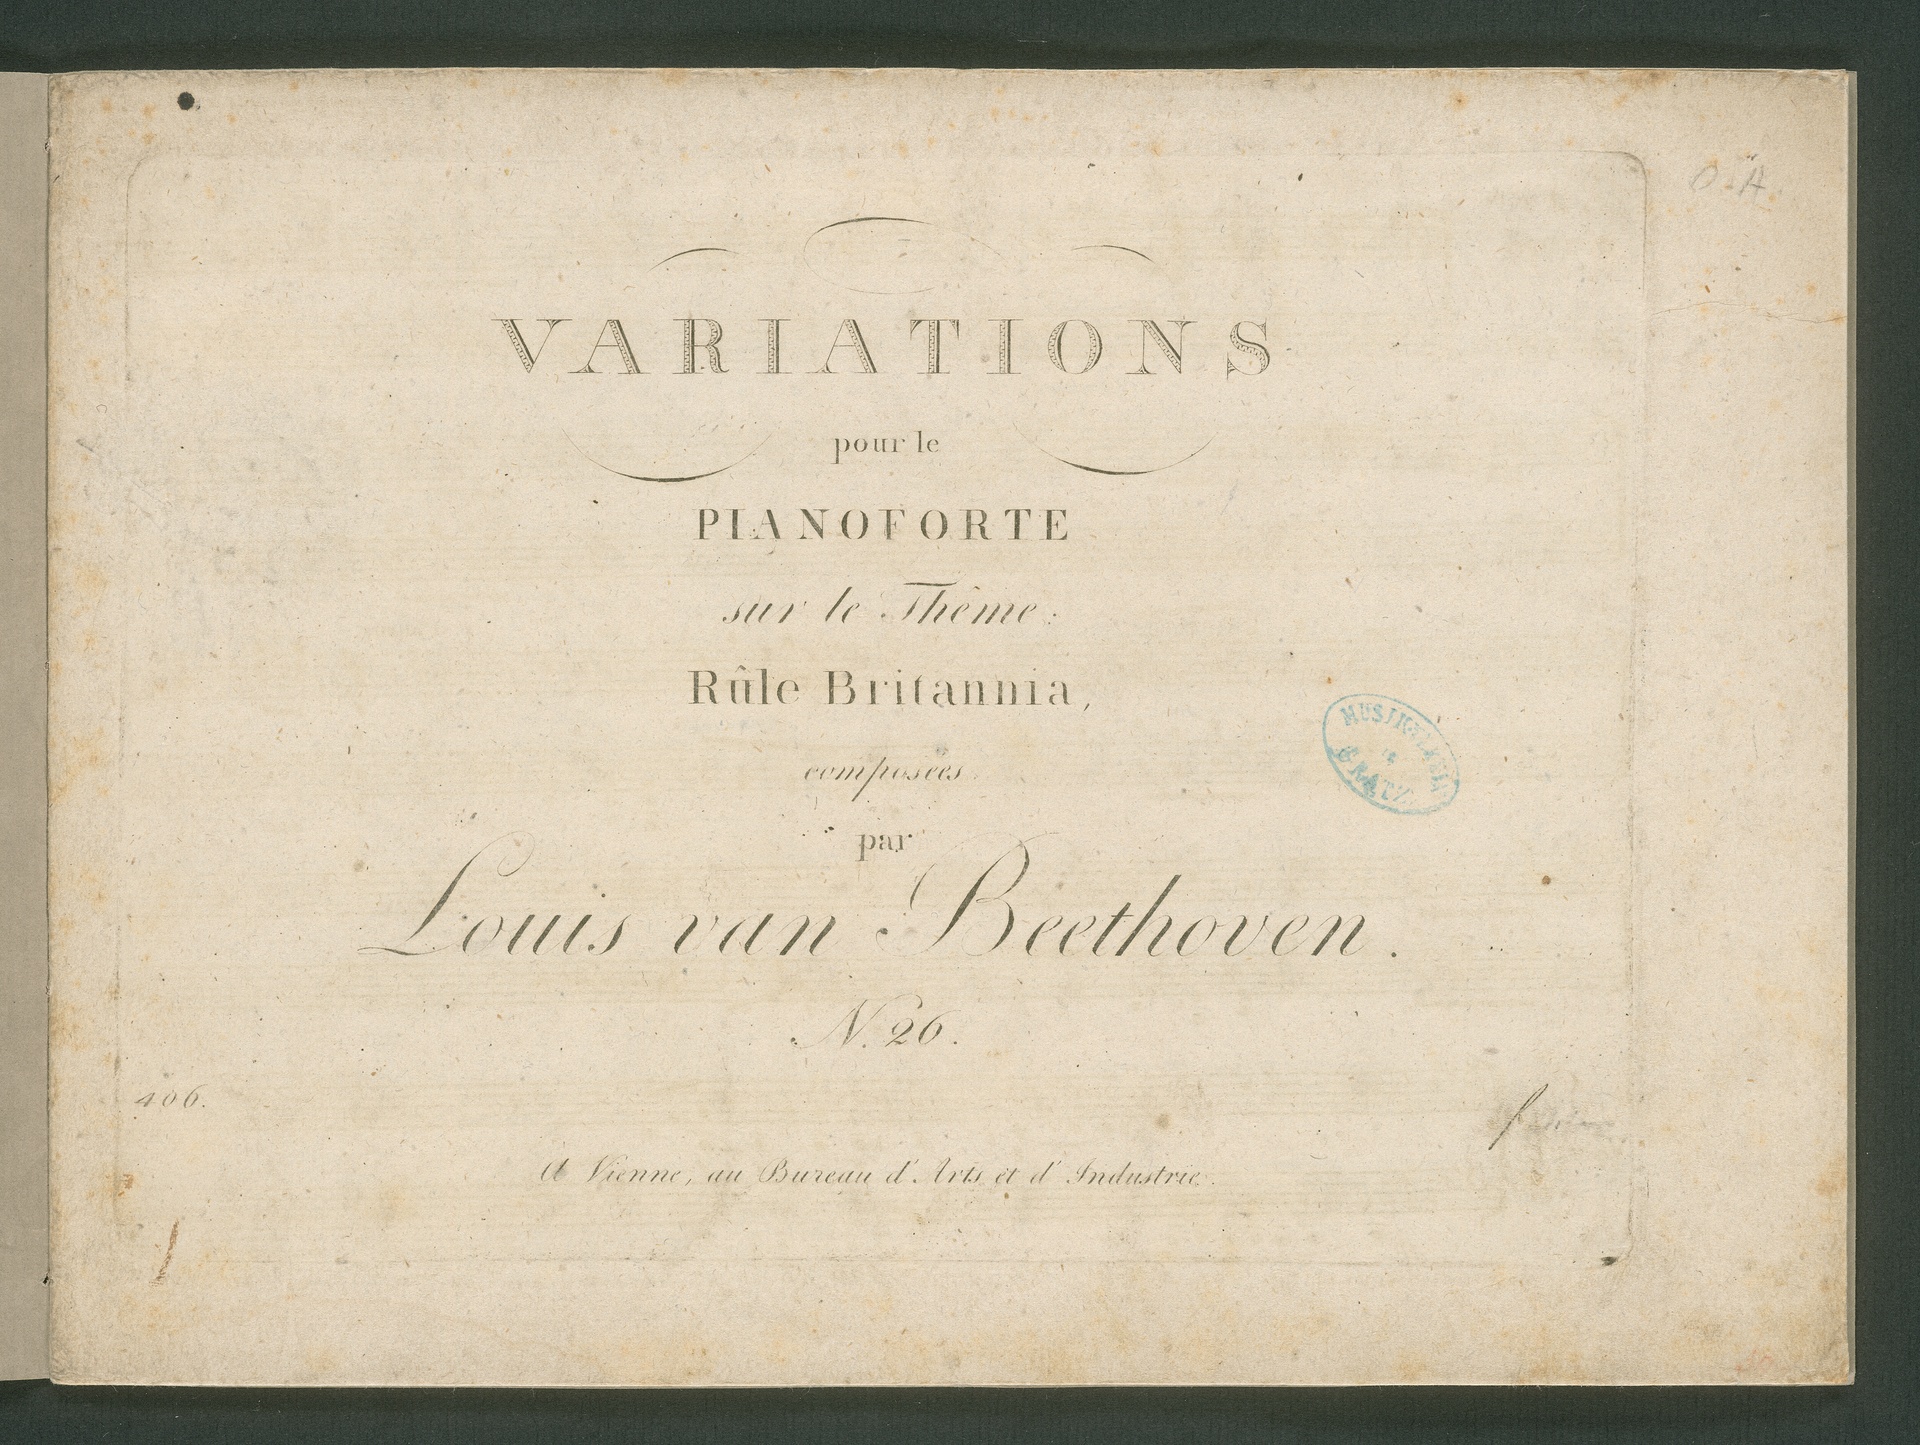 O. A
VARIATIONS
pour le
PIANOFORTE
sur le Thême:
Rûle Britannia,
composées
par
Louis van Beethoven.
N. 26.
406.
f
A Vienne, au Bureau d'Arts et d'Industrie.
GRATZ